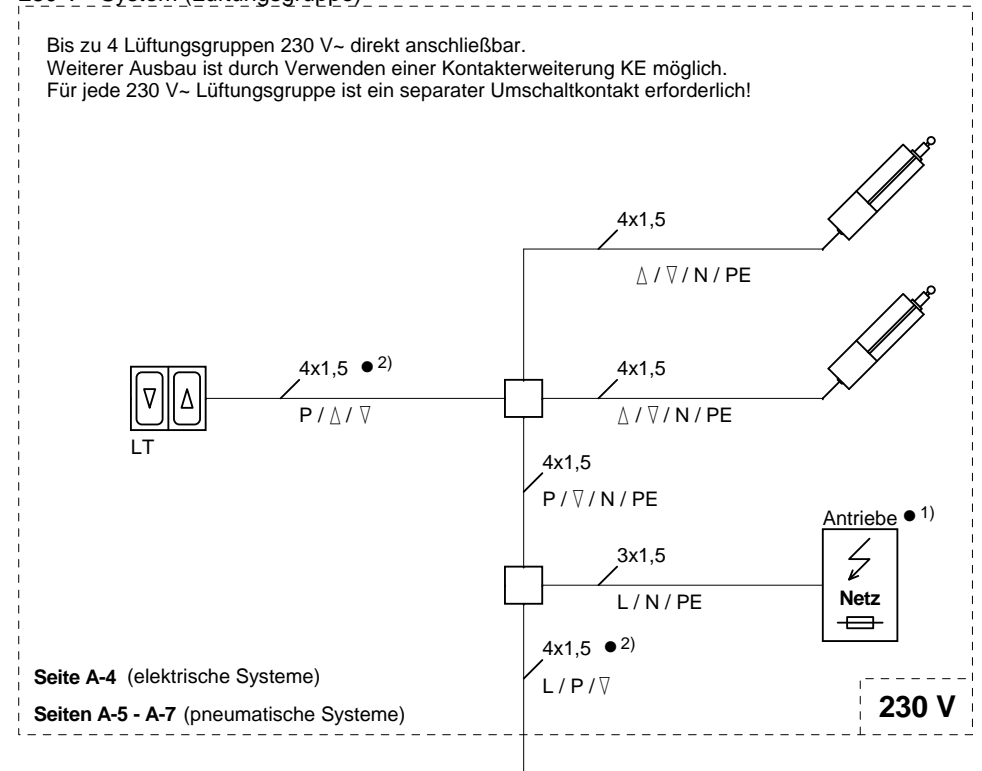 230 V~ System (Lüftungsgruppe)
Bis zu 4 Lüftungsgruppen 230 V~ direkt anschließbar.
Weiterer Ausbau ist durch Verwenden einer Kontakterweiterung KE möglich.
Für jede 230 V~ Lüftungsgruppe ist ein separater Umschaltkontakt erforderlich!
4x1,5
△ / ▽ / N / PE
4x1,5 ● 2)
P / △ / ▽
LT
4x1,5
△ / ▽ / N / PE
4x1,5
P / ▽ / N / PE
Antriebe ● 1)
Netz
3x1,5
L / N / PE
4x1,5 ● 2)
L / P / ▽
Seite A-4 (elektrische Systeme)
Seiten A-5 - A-7 (pneumatische Systeme)
230 V